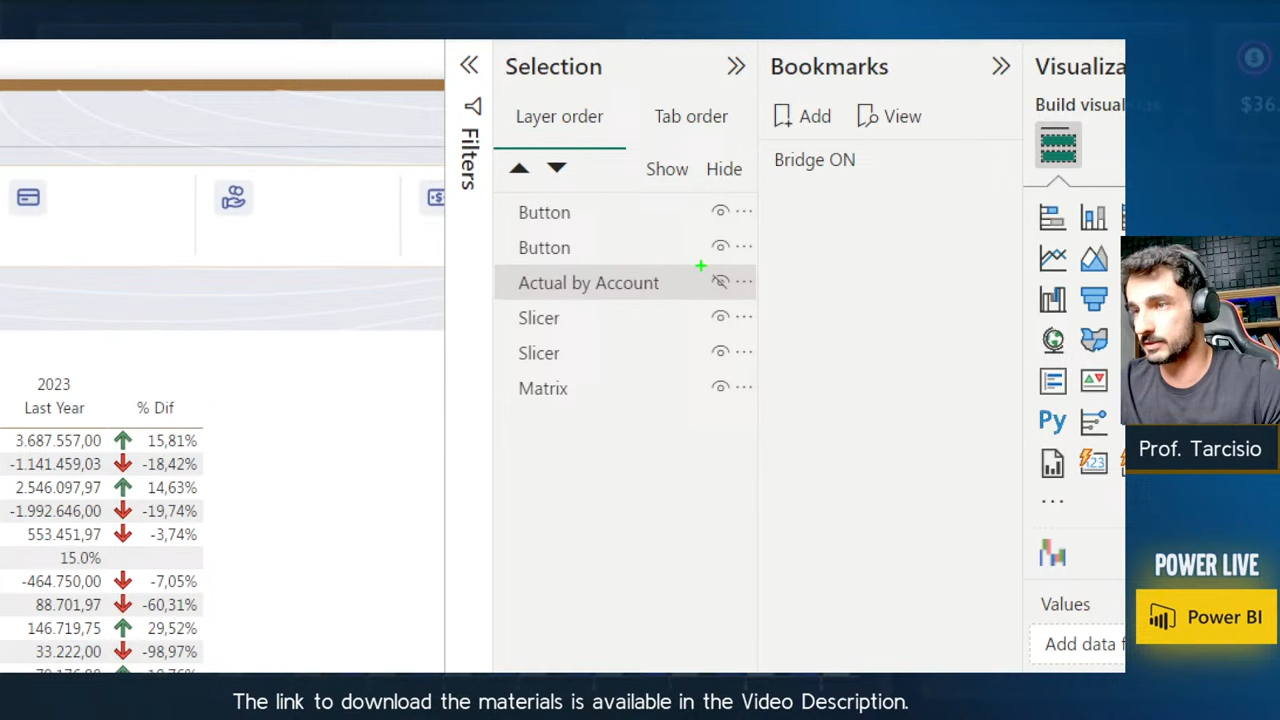 Selection
Layer order
Tab order
Show
Hide
Button
Button
Actual by Account
Slicer
Slicer
Matrix
Filters
Bookmarks
Add
View
Bridge ON
Build visual
Py
123
Values
Add data
2023
Last Year
% Dif
3.687.557,00 15,81%
-1.141.459,03 -18,42%
2.546.097,97 14,63%
-1.992.646,00 -19,74%
553.451,97 -3,74%
15.0%
-464.750,00 -7,05%
88.701,97 -60,31%
146.719,75 29,52%
33.222,00 -98,97%
Prof. Tarcisio
POWER LIVE
Power BI
The link to download the materials is available in the Video Description.